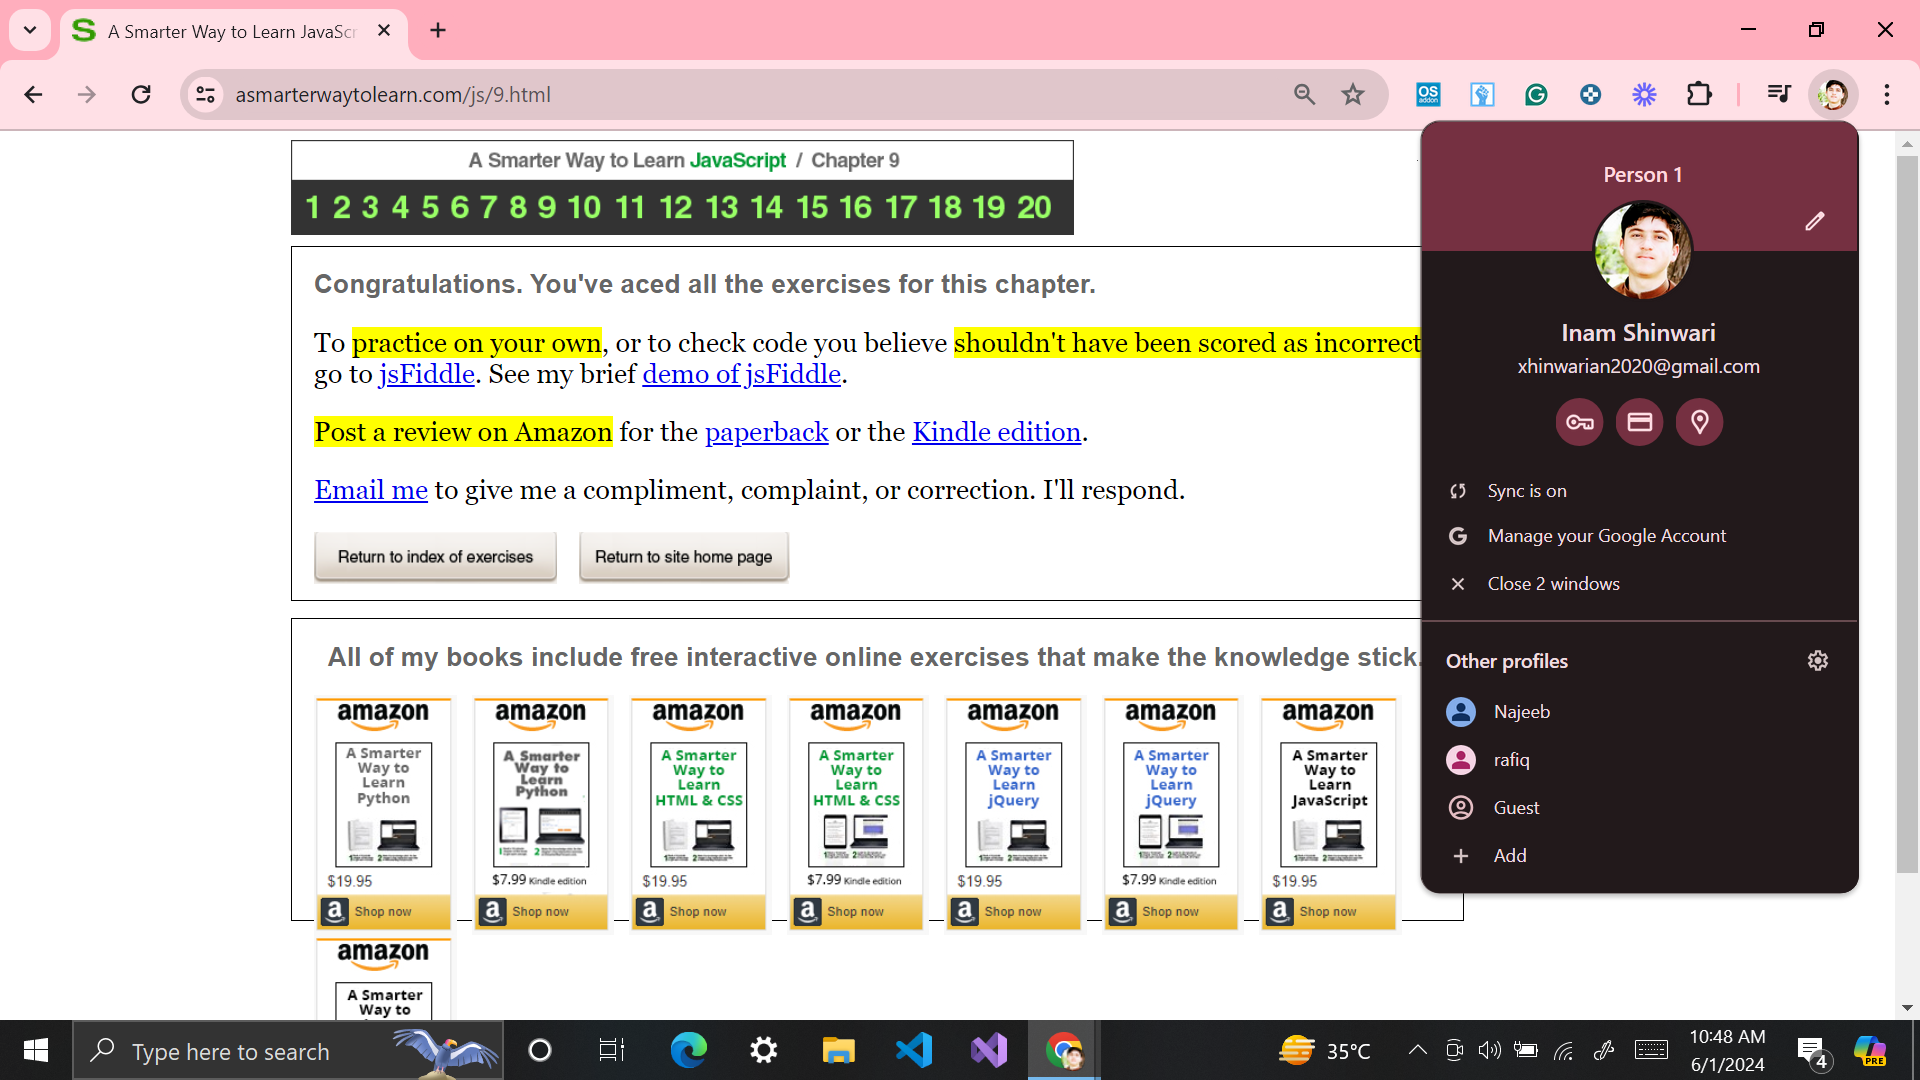 A Smarter Way to Learn JavaScr
asmarterwaytolearn.com/js/9.html
OS
addon
A Smarter Way to Learn JavaScript / Chapter 9
1 2 3 4 5 6 7 8 9 10 11 12 13 14 15 16 17 18 19 20
Congratulations. You've aced all the exercises for this chapter.
To practice on your own, or to check code you believe shouldn't have been scored as incorrect
go to jsFiddle. See my brief demo of jsFiddle.
Post a review on Amazon for the paperback or the Kindle edition.
Email me to give me a compliment, complaint, or correction. I'll respond.
Return to index of exercises
Return to site home page
All of my books include free interactive online exercises that make the knowledge stick.
amazon
A Smarter
Way to
Learn
Python
$19.95
Shop now
amazon
A Smarter
Way to
Learn
Python
$7.99 Kindle edition
Shop now
amazon
A Smarter
Way to
Learn
HTML & CSS
$19.95
Shop now
amazon
A Smarter
Way to
Learn
HTML & CSS
$7.99 Kindle edition
Shop now
amazon
A Smarter
Way to
Learn
jQuery
$19.95
Shop now
amazon
A Smarter
Way to
Learn
jQuery
$7.99 Kindle edition
Shop now
amazon
A Smarter
Way to
Learn
JavaScript
$19.95
Shop now
amazon
A Smarter
Way to
Person 1
Inam Shinwari
xhinwarian2020@gmail.com
Sync is on
Manage your Google Account
Close 2 windows
Other profiles
Najeeb
rafiq
Guest
Add
Type here to search
35°C
10:48 AM
6/1/2024
4
PRE